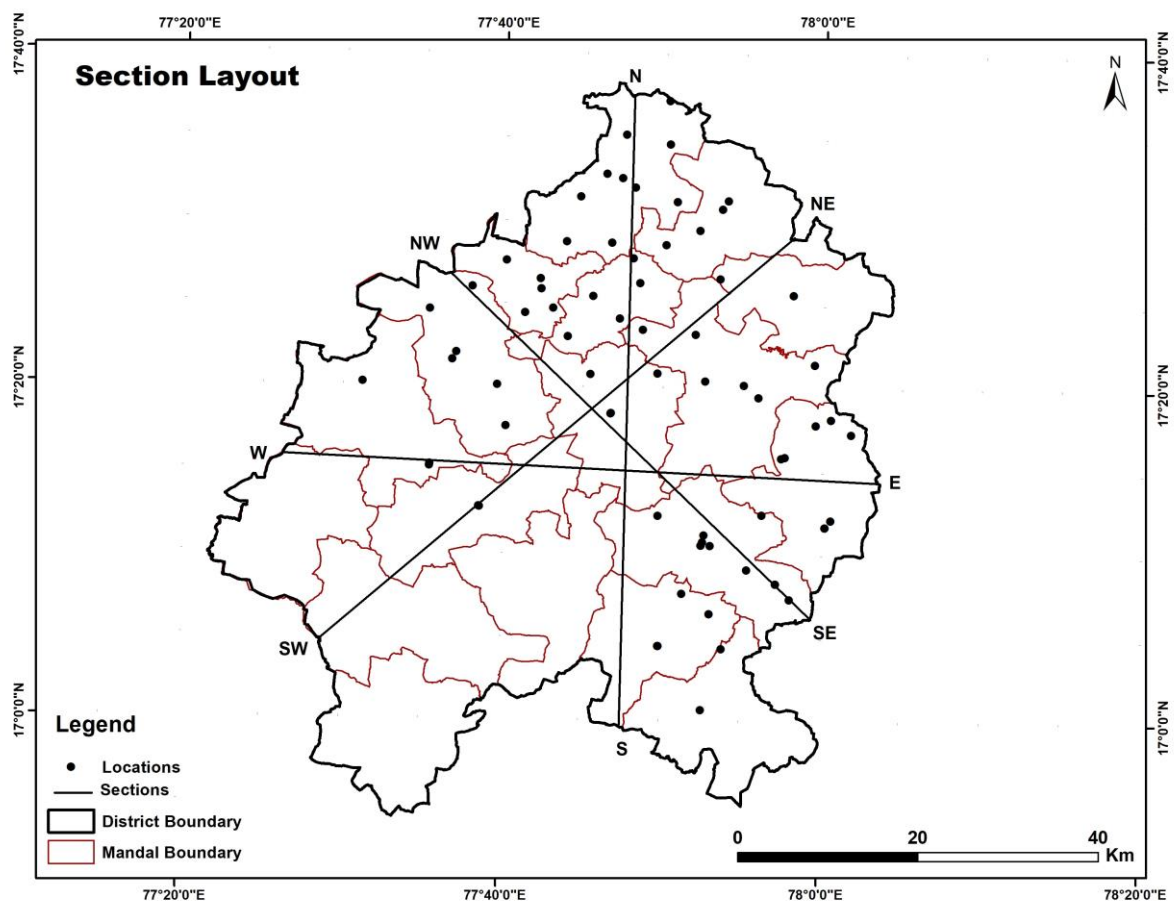 77°20'0"E 77°40'0"E 78°0'0"E
17°40'0"N
17°40'0"N
Section Layout
N
N
NE
NW
17°20'0"N
17°20'0"N
W
E
SW
SE
17°0'0"N
17°0'0"N
S
Legend
Locations
Sections
District Boundary
Mandal Boundary
0 20 40
Km
77°20'0"E 77°40'0"E 78°0'0"E 78°20'0"E